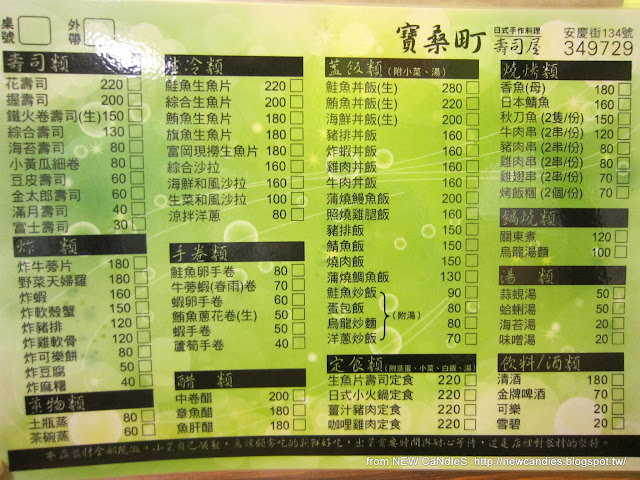 桌號 外帶
寶桑町 日式手作料理 壽司屋
安慶街134號
349729
壽司類
花壽司 220
握壽司 200
鐵火卷壽司(生) 150
綜合壽司 130
海苔壽司 80
小黃瓜細卷 80
豆皮壽司 60
金太郎壽司 40
滿月壽司 40
富士壽司 30
炸 類
炸牛蒡片 180
野菜天婦羅 180
炸蝦 160
炸軟殼蟹 150
炸豬排 120
炸雞軟骨 120
炸可樂餅 80
炸豆腐 60
炸麻糬 40
蒸物類
土瓶蒸 80
茶碗蒸 60
生冷類
鮭魚生魚片 220
綜合生魚片 200
鮪魚生魚片 180
旗魚生魚片 180
富岡現撈生魚片 180
綜合沙拉 160
海鮮和風沙拉 160
生菜和風沙拉 100
涼拌洋蔥 80
手卷類
鮭魚卵手卷 80
牛蒡蝦(春雨)卷 70
蝦卵手卷 60
鮪魚蔥花卷(生) 50
蝦手卷 50
蘆筍手卷 40
醋 類
中卷醋 200
章魚醋 180
魚肝醋 180
蓋飯類(附小菜、湯)
鮭魚丼飯(生) 280
鮪魚丼飯(生) 220
海鮮丼飯(生) 200
豬排丼飯 160
炸蝦丼飯 160
雞肉丼飯 160
牛肉丼飯 160
蒲燒鰻魚飯 200
照燒雞腿飯 160
豬排飯 150
鯖魚飯 150
燒肉飯 150
蒲燒鯛魚飯 130
鮭魚炒飯 90
蛋包飯 80
烏龍炒麵 80
洋蔥炒飯 70
(附湯)
定食類(附蒸蛋、小菜、白飯、湯)
生魚片壽司定食 220
日式小火鍋定食 220
薑汁豬肉定食 220
咖哩雞肉定食 220
燒烤類
香魚(母) 180
日本鯖魚 160
秋刀魚(2隻/份) 150
牛肉串(2串/份) 100
豬肉串(2串/份) 80
雞肉串(2串/份) 80
雞翅串(2串/份) 70
烤飯糰(2個/份) 70
鍋燒類
關東煮 120
烏龍湯麵 100
湯 類
蒜蜆湯 50
蛤蜊湯 50
海苔湯 20
味噌湯 20
飲料/酒類
清酒 180
金牌啤酒 70
可樂 20
雪碧 20
from NEW CaNdleS http://newcandies.blogspot.tw/